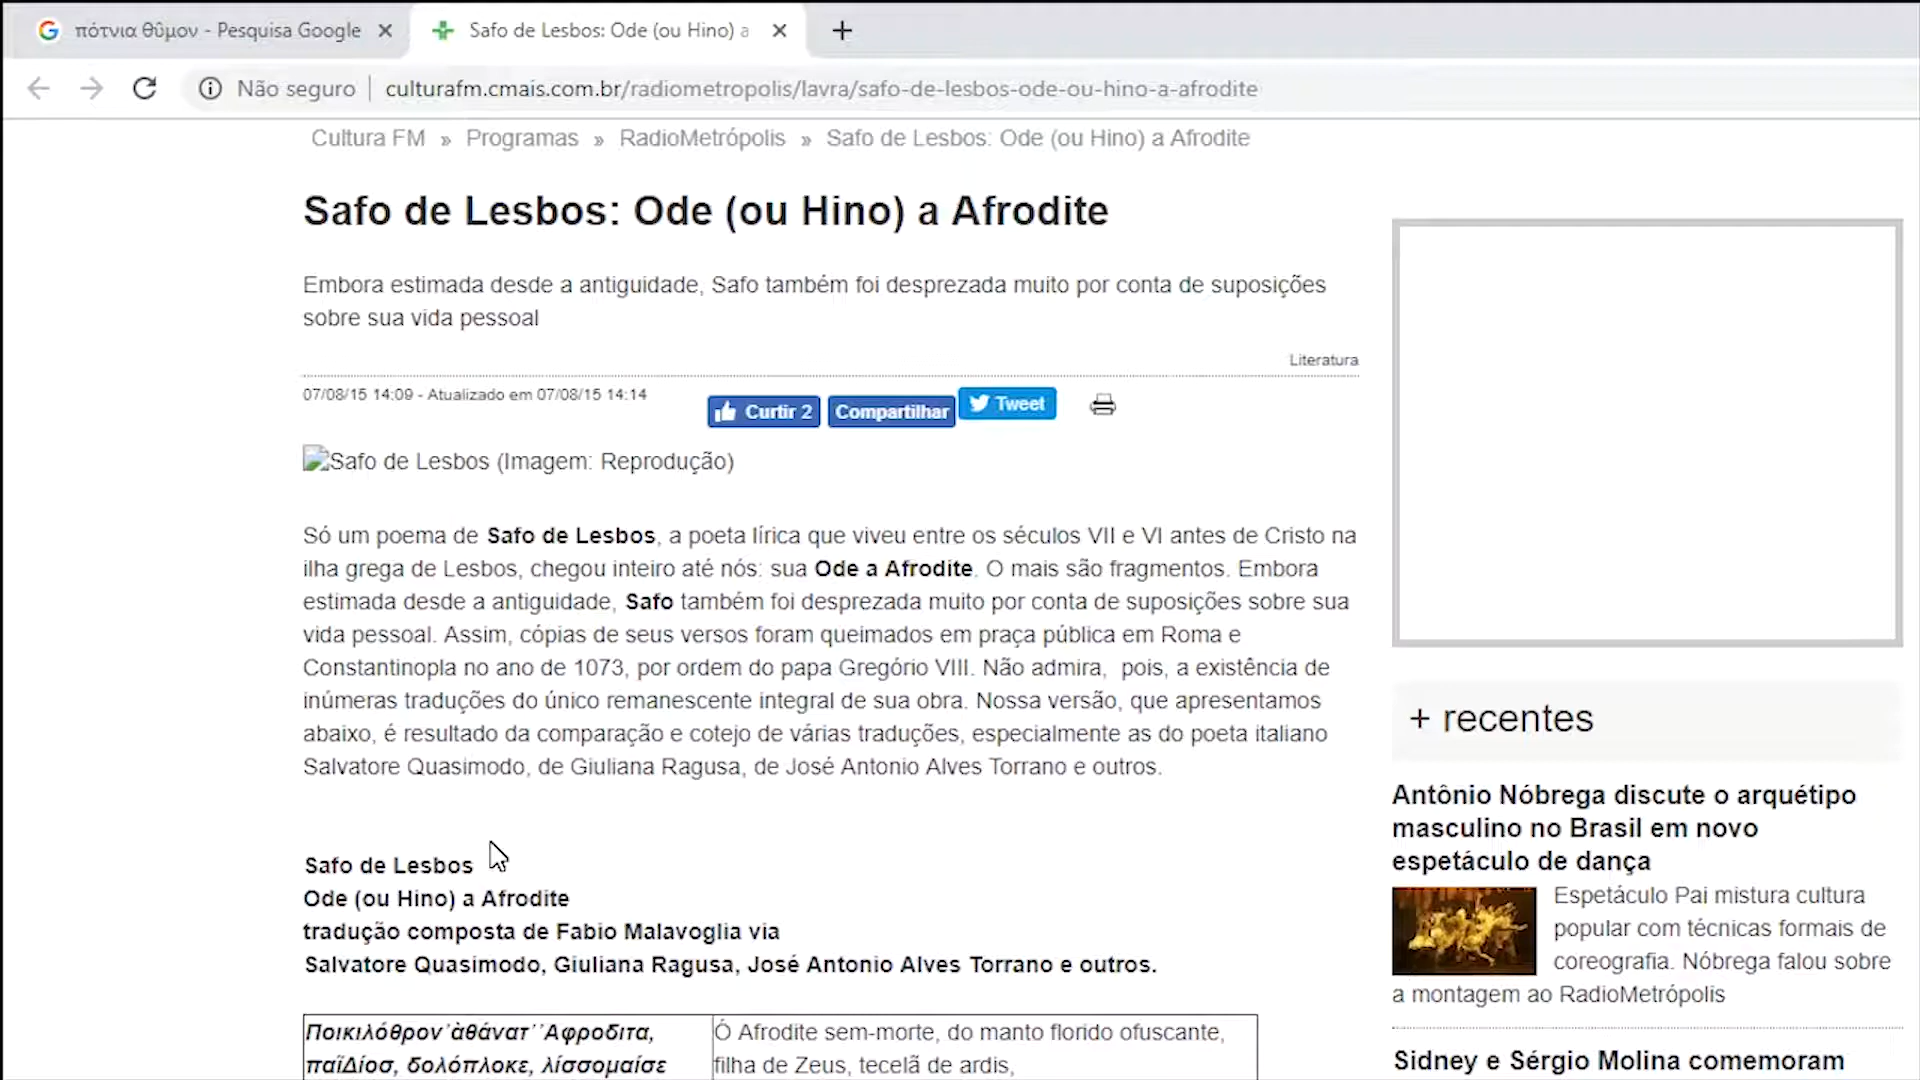 πότνια θῦμον - Pesquisa Google
Safo de Lesbos: Ode (ou Hino) a
Não seguro
culturafm.cmais.com.br/radiometropolis/lavra/safo-de-lesbos-ode-ou-hino-a-afrodite
Cultura FM » Programas » RadioMetrópolis » Safo de Lesbos: Ode (ou Hino) a Afrodite
Safo de Lesbos: Ode (ou Hino) a Afrodite
Embora estimada desde a antiguidade, Safo também foi desprezada muito por conta de suposições
sobre sua vida pessoal
Literatura
07/08/15 14:09 - Atualizado em 07/08/15 14:14
Curtir 2
Compartilhar
Tweet
Safo de Lesbos (Imagem: Reprodução)
Só um poema de Safo de Lesbos, a poeta lírica que viveu entre os séculos VII e VI antes de Cristo na
ilha grega de Lesbos, chegou inteiro até nós: sua Ode a Afrodite. O mais são fragmentos. Embora
estimada desde a antiguidade, Safo também foi desprezada muito por conta de suposições sobre sua
vida pessoal. Assim, cópias de seus versos foram queimados em praça pública em Roma e
Constantinopla no ano de 1073, por ordem do papa Gregório VIII. Não admira, pois, a existência de
inúmeras traduções do único remanescente integral de sua obra. Nossa versão, que apresentamos
abaixo, é resultado da comparação e cotejo de várias traduções, especialmente as do poeta italiano
Salvatore Quasimodo, de Giuliana Ragusa, de José Antonio Alves Torrano e outros.
Safo de Lesbos
Ode (ou Hino) a Afrodite
tradução composta de Fabio Malavoglia via
Salvatore Quasimodo, Giuliana Ragusa, José Antonio Alves Torrano e outros.
Ποικιλόθρον᾽ὰθάνατ᾽᾽Αφροδιτα,
παῖΔίοσ, δολόπλοκε, λίσσομαίσε
Ó Afrodite sem-morte, do manto florido ofuscante,
filha de Zeus, tecelã de ardis,
+ recentes
Antônio Nóbrega discute o arquétipo
masculino no Brasil em novo
espetáculo de dança
Espetáculo Pai mistura cultura
popular com técnicas formais de
coreografia. Nóbrega falou sobre
a montagem ao RadioMetrópolis
Sidney e Sérgio Molina comemoram